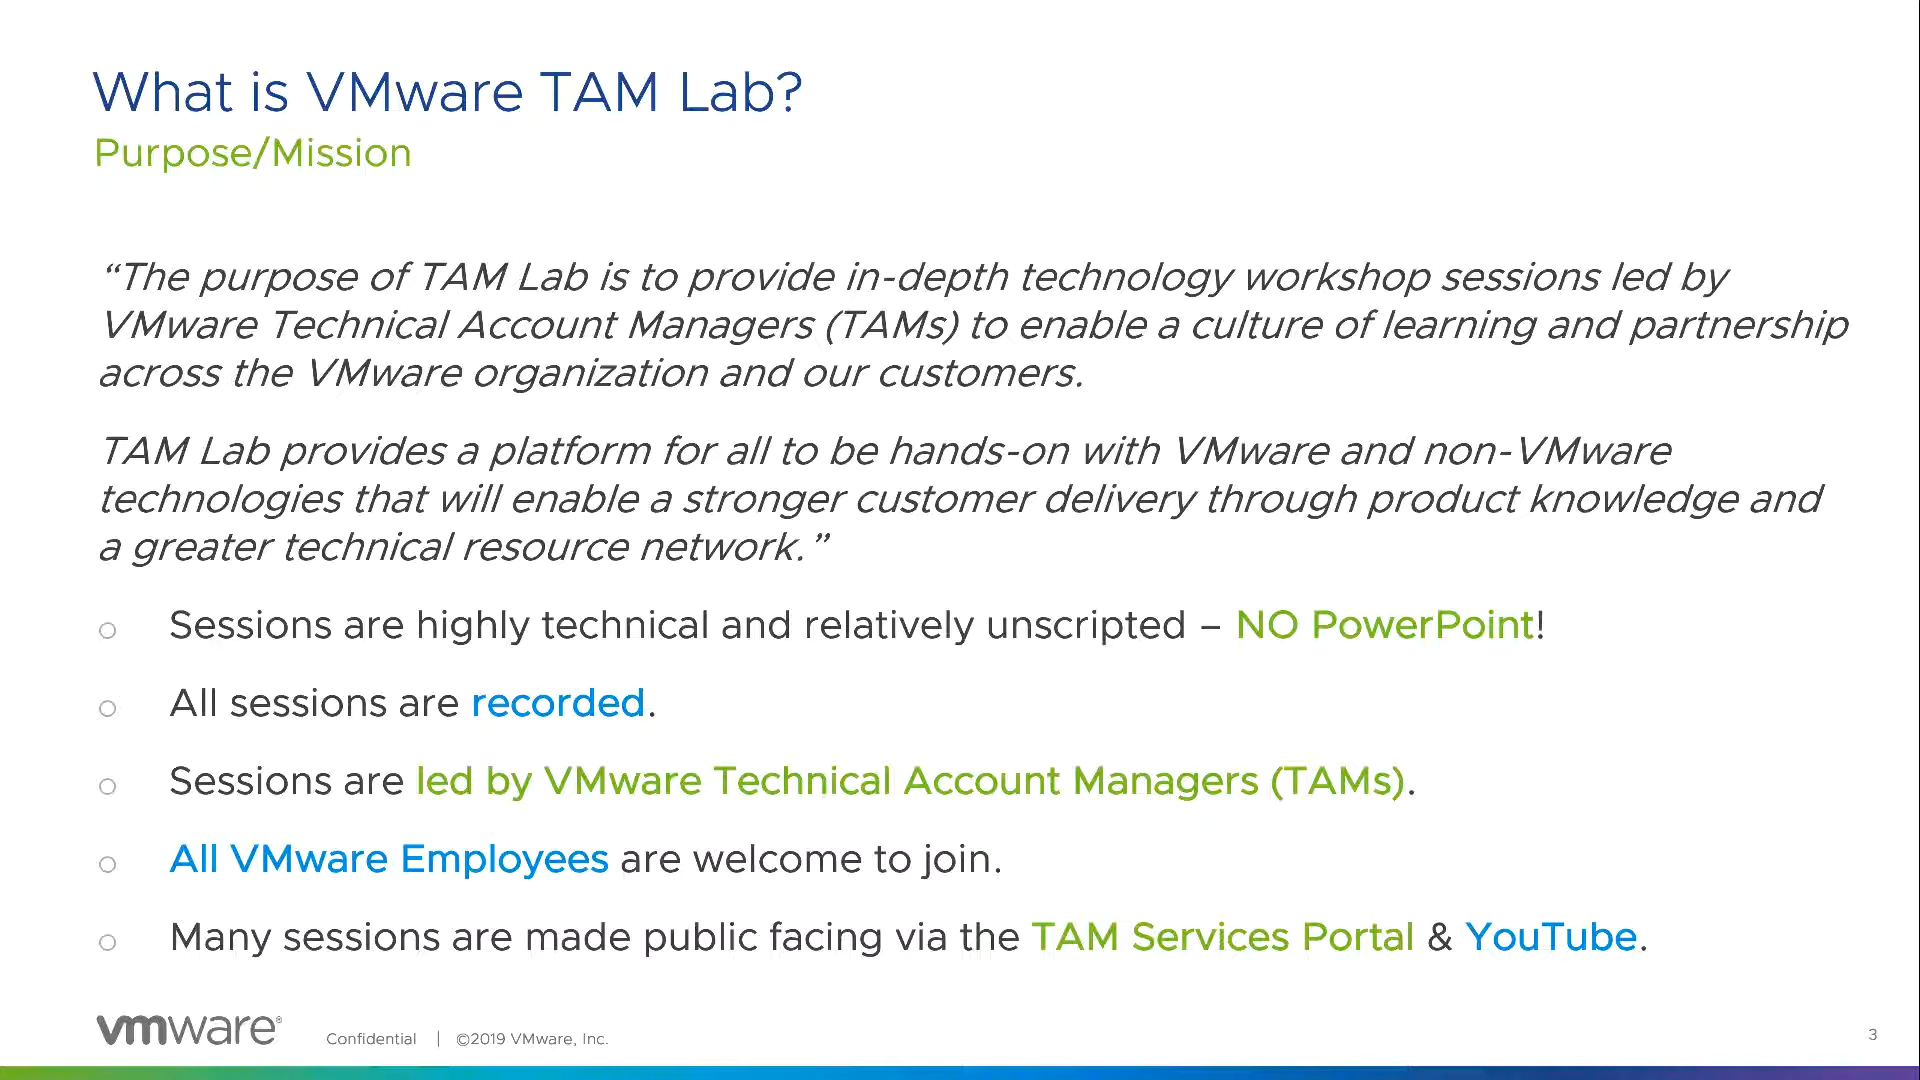 What is VMware TAM Lab?
Purpose/Mission
“The purpose of TAM Lab is to provide in-depth technology workshop sessions led by
VMware Technical Account Managers (TAMs) to enable a culture of learning and partnership
across the VMware organization and our customers.
TAM Lab provides a platform for all to be hands-on with VMware and non-VMware
technologies that will enable a stronger customer delivery through product knowledge and
a greater technical resource network.”
○ Sessions are highly technical and relatively unscripted – NO PowerPoint!
○ All sessions are recorded.
○ Sessions are led by VMware Technical Account Managers (TAMs).
○ All VMware Employees are welcome to join.
○ Many sessions are made public facing via the TAM Services Portal & YouTube.
vmware® Confidential | ©2019 VMware, Inc. 3